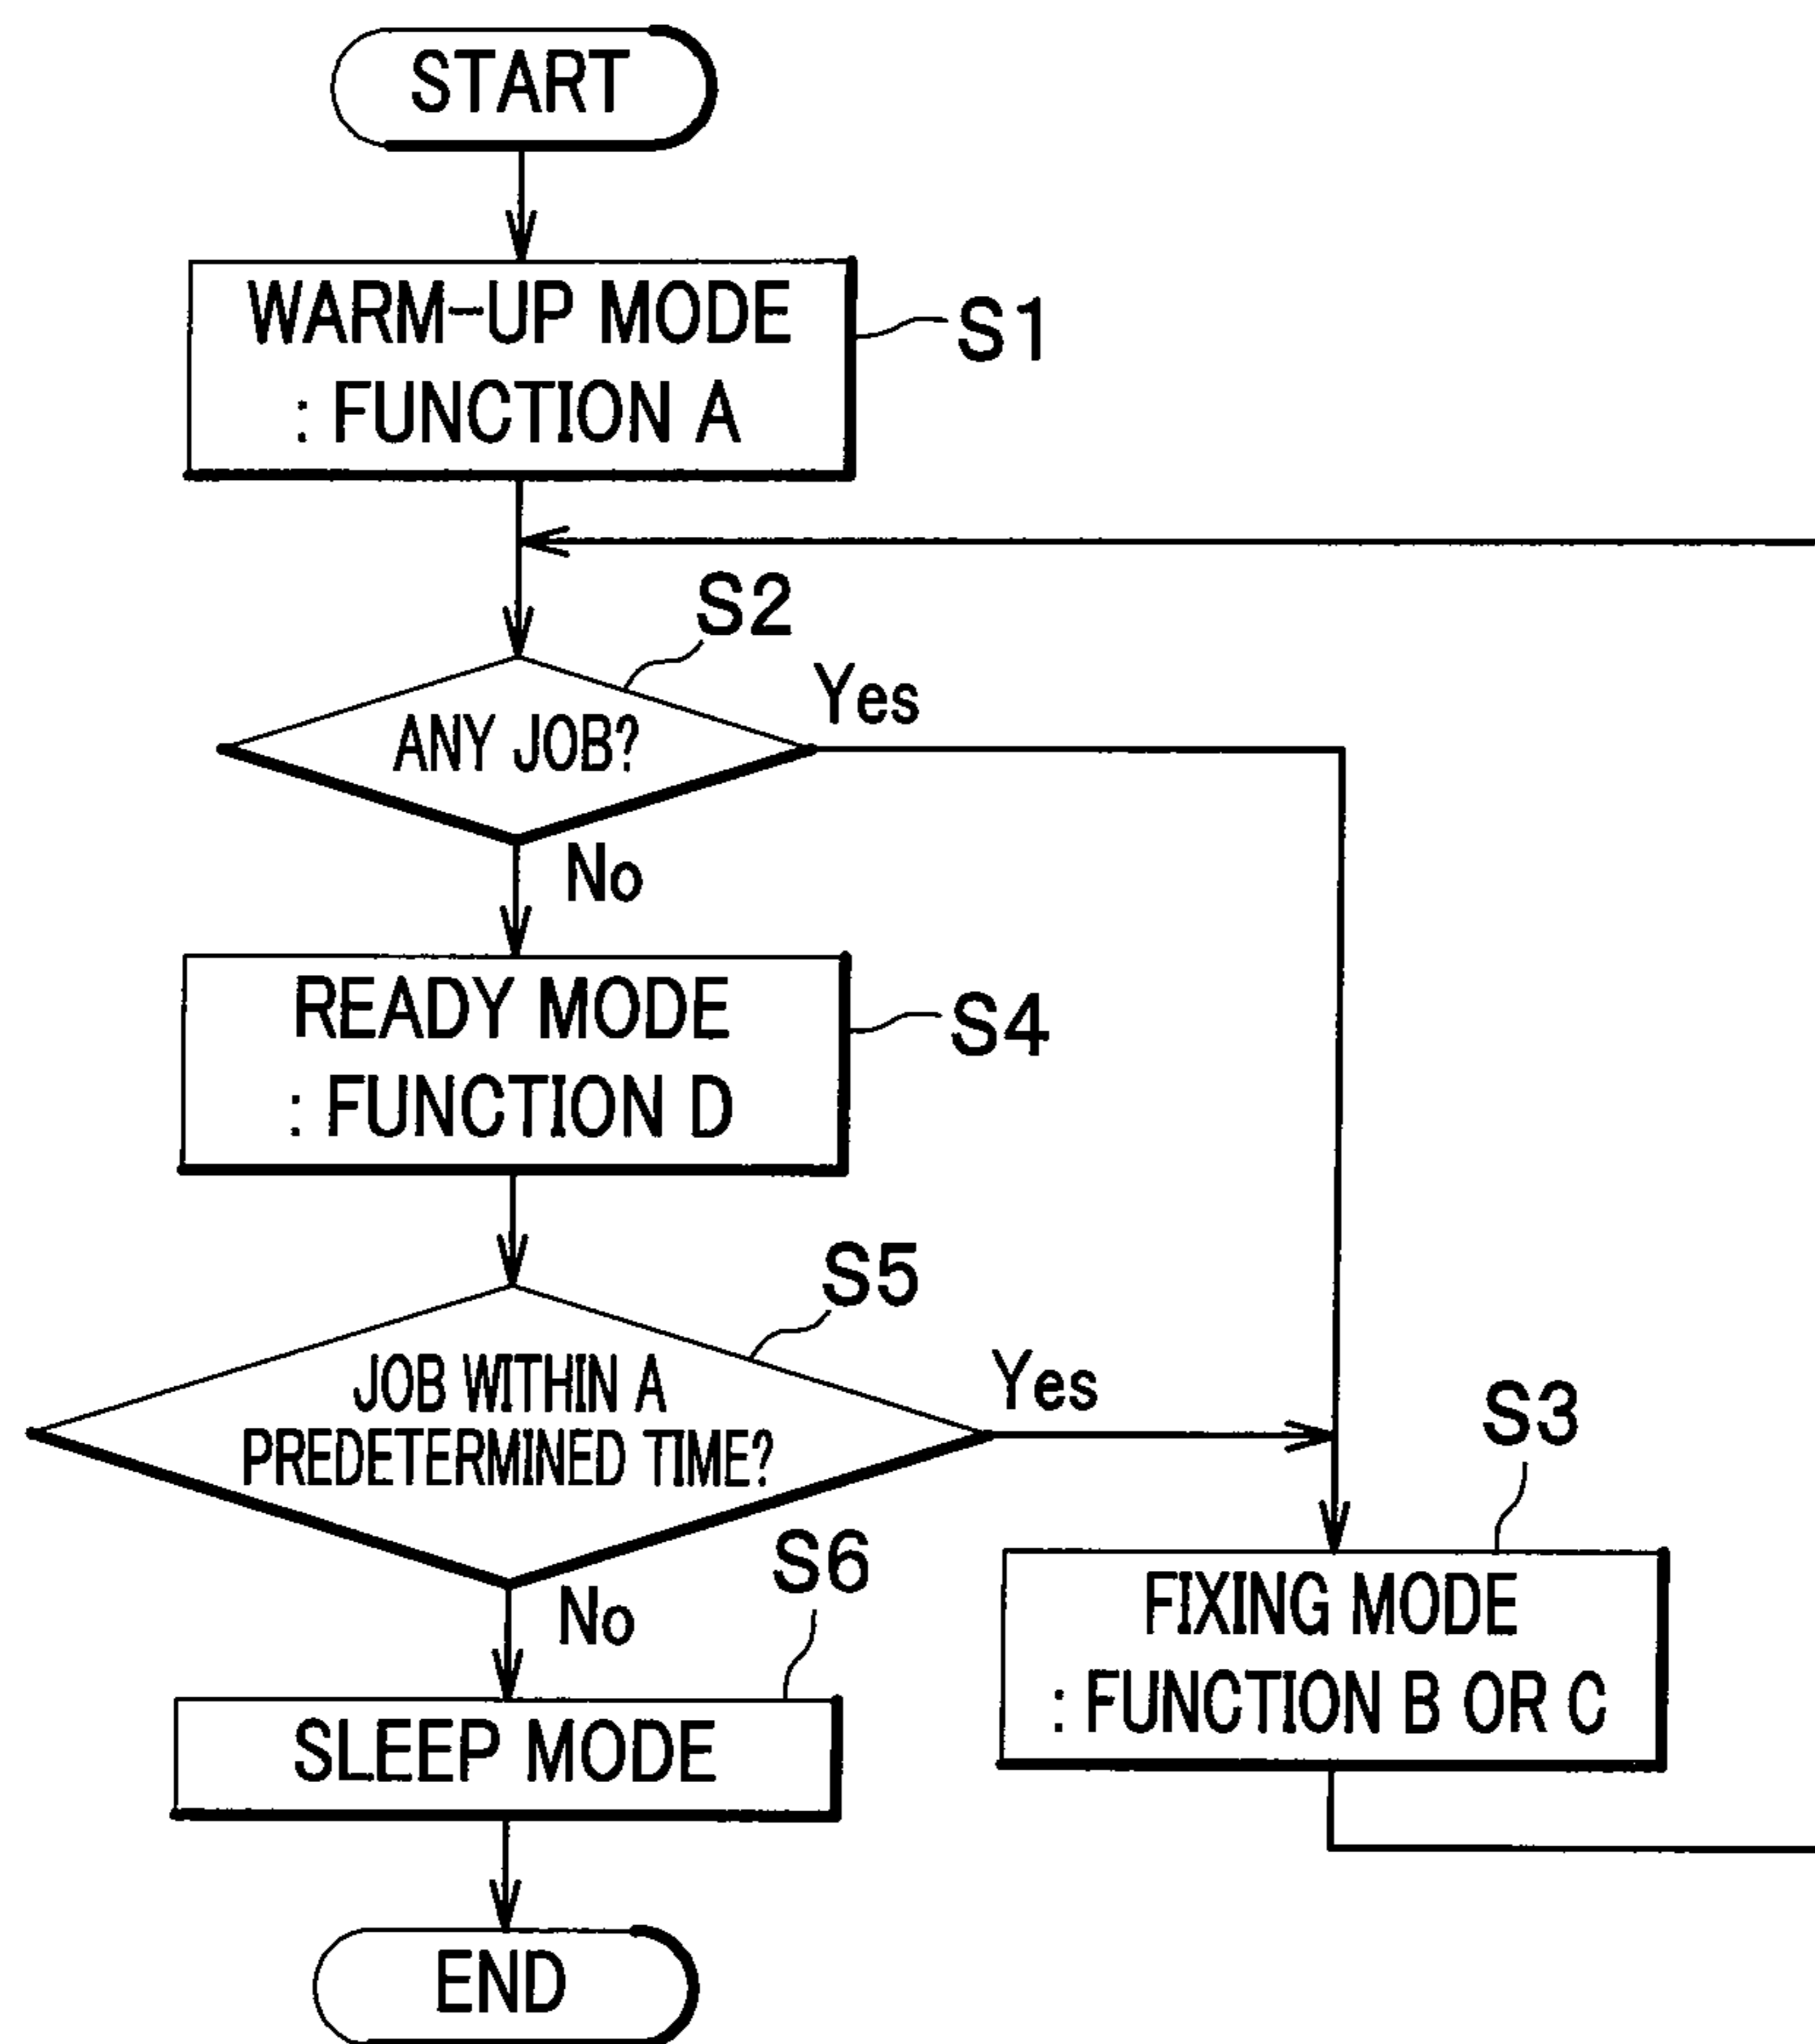 START
WARM-UP MODE
: FUNCTION A
S1
S2
ANY JOB?
Yes
No
READY MODE
: FUNCTION D
S4
S5
JOB WITHIN A
PREDETERMINED TIME?
Yes
No
S3
FIXING MODE
: FUNCTION B OR C
S6
SLEEP MODE
END